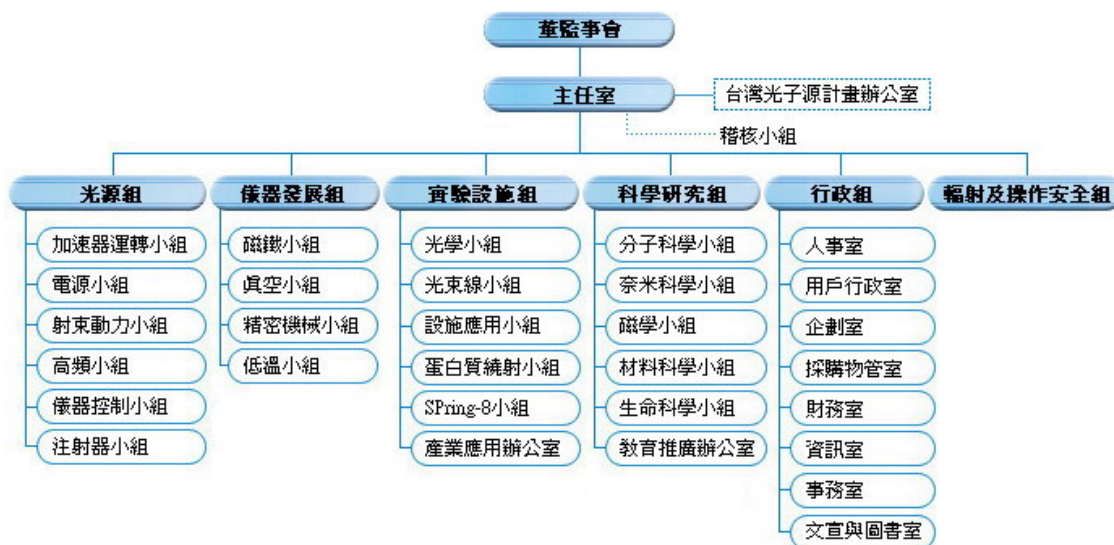 董監事會
主任室
台灣光子源計畫辦公室
稽核小組
光源組
加速器運轉小組
電源小組
射束動力小組
高頻小組
儀器控制小組
注射器小組
儀器發展組
磁鐵小組
真空小組
精密機械小組
低溫小組
實驗設施組
光學小組
光束線小組
設施應用小組
蛋白質繞射小組
SPring-8小組
產業應用辦公室
科學研究組
分子科學小組
奈米科學小組
磁學小組
材料科學小組
生命科學小組
教育推廣辦公室
行政組
人事室
用戶行政室
企劃室
採購物管室
財務室
資訊室
事務室
文宣與圖書室
輻射及操作安全組